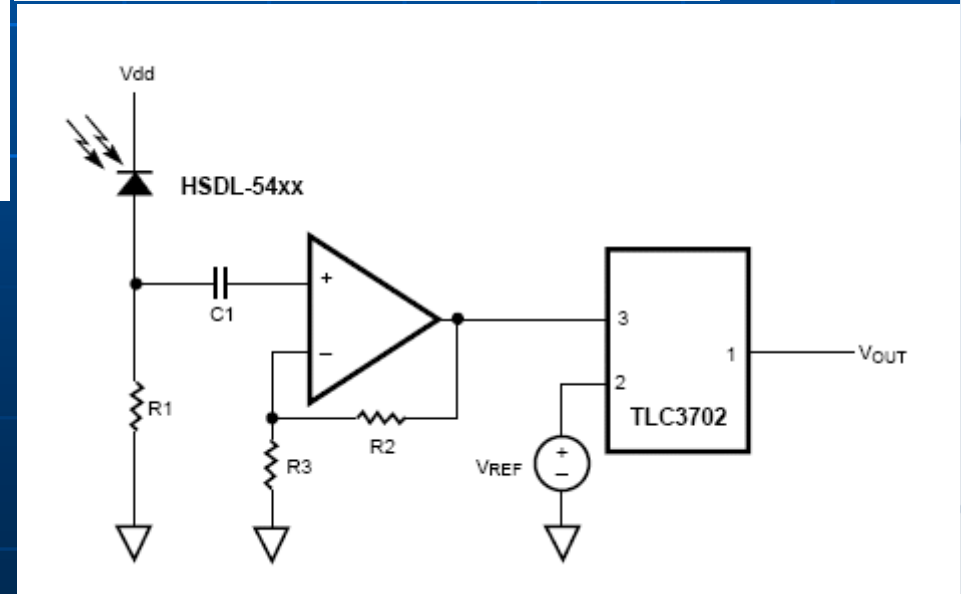 Vdd
HSDL-54xx
+
C1
−
3
1
VOUT
2
R1
TLC3702
R2
+
R3
VREF
−